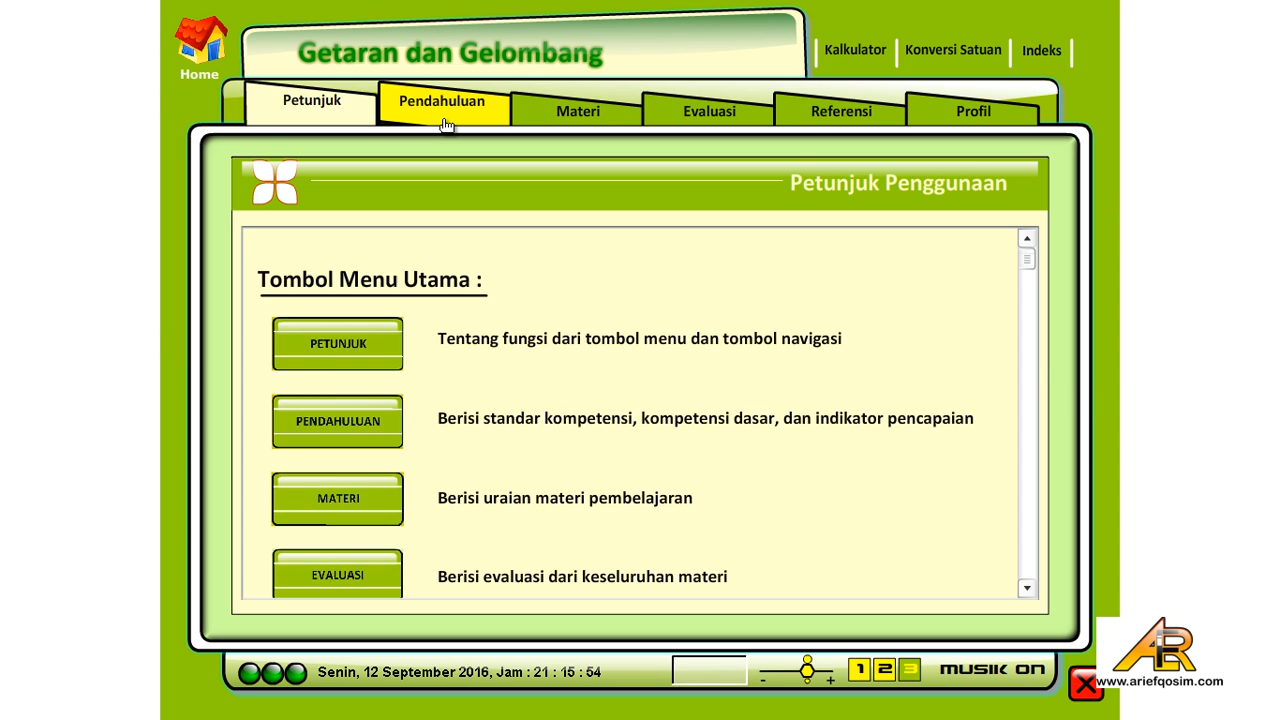 Home
Getaran dan Gelombang
Kalkulator
Konversi Satuan
Indeks
Petunjuk
Pendahuluan
Materi
Evaluasi
Referensi
Profil
Petunjuk Penggunaan
Tombol Menu Utama :
PETUNJUK
Tentang fungsi dari tombol menu dan tombol navigasi
PENDAHULUAN
Berisi standar kompetensi, kompetensi dasar, dan indikator pencapaian
MATERI
Berisi uraian materi pembelajaran
EVALUASI
Berisi evaluasi dari keseluruhan materi
Senin, 12 September 2016, Jam : 21 : 15 : 54
- +
1 2 3
MUSIK ON
AFR
www.ariefqosim.com